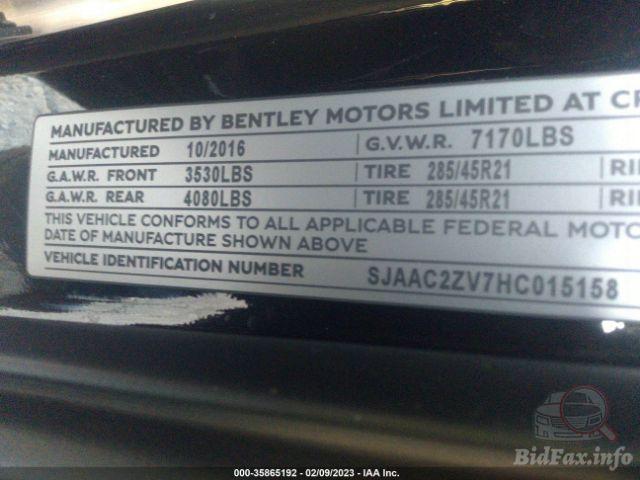 MANUFACTURED BY BENTLEY MOTORS LIMITED AT CR
MANUFACTURED 10/2016 G.V.W.R. 7170LBS
G.A.W.R. FRONT 3530LBS TIRE 285/45R21 RI
G.A.W.R. REAR 4080LBS TIRE 285/45R21 RI
THIS VEHICLE CONFORMS TO ALL APPLICABLE FEDERAL MOTO
DATE OF MANUFACTURE SHOWN ABOVE
VEHICLE IDENTIFICATION NUMBER SJAAC2ZV7HC015158
BidFax.info
000-35865192 - 02/09/2023 - IAA Inc.